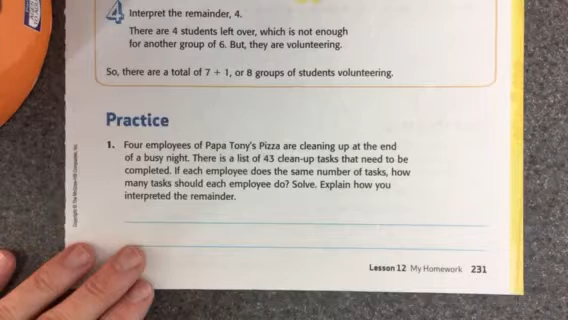 4 Interpret the remainder, 4.
There are 4 students left over, which is not enough
for another group of 6. But, they are volunteering.
So, there are a total of 7 + 1, or 8 groups of students volunteering.
Practice
1. Four employees of Papa Tony's Pizza are cleaning up at the end
of a busy night. There is a list of 43 clean-up tasks that need to be
completed. If each employee does the same number of tasks, how
many tasks should each employee do? Solve. Explain how you
interpreted the remainder.
Lesson 12 My Homework 231